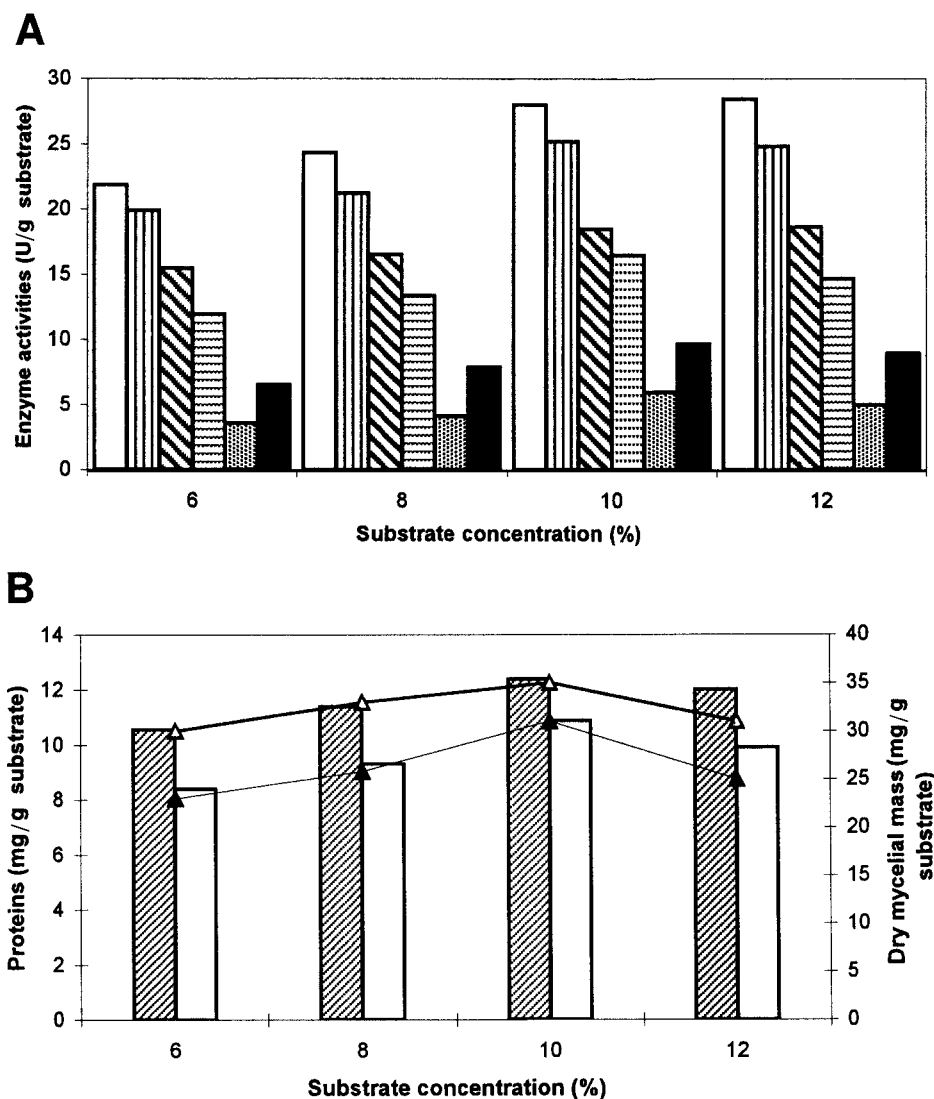 A
Enzyme activities (U/g substrate)
30
25
20
15
10
5
0
6 8 10 12
Substrate concentration (%)
B
Proteins (mg/g substrate)
14
12
10
8
6
4
2
0
40
35
30
25
20
15
10
5
0
Dry mycelial mass (mg/g
substrate)
6 8 10 12
Substrate concentration (%)